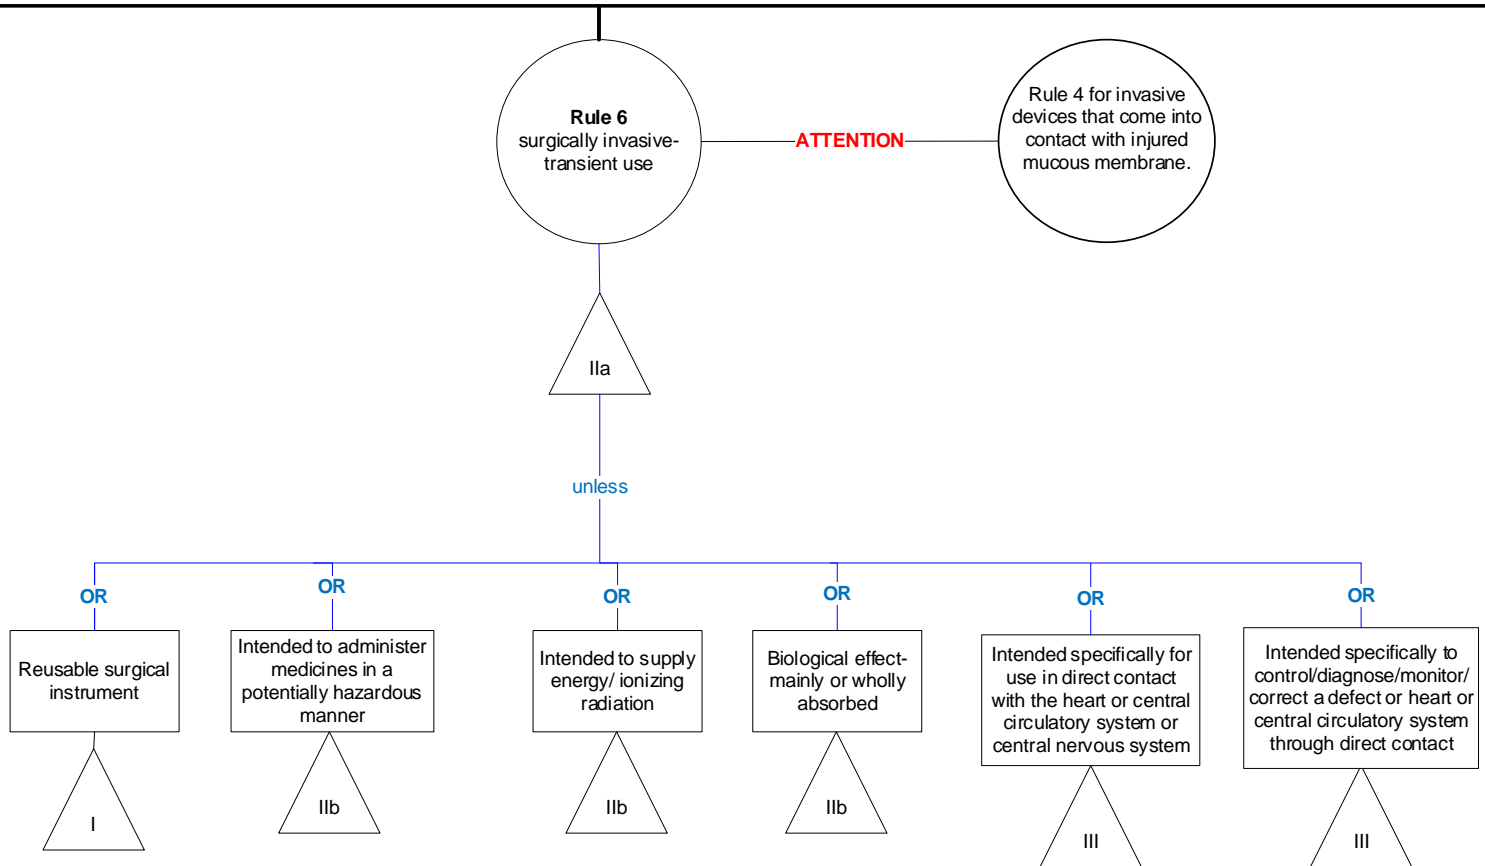 Rule 6
surgically invasive-
transient use
ATTENTION
Rule 4 for invasive
devices that come into
contact with injured
mucous membrane.
IIa
unless
OR
OR
OR
OR
OR
OR
Reusable surgical
instrument
Intended to administer
medicines in a
potentially hazardous
manner
Intended to supply
energy/ ionizing
radiation
Biological effect-
mainly or wholly
absorbed
Intended specifically for
use in direct contact
with the heart or central
circulatory system or
central nervous system
Intended specifically to
control/diagnose/monitor/
correct a defect or heart or
central circulatory system
through direct contact
I
IIb
IIb
IIb
III
III